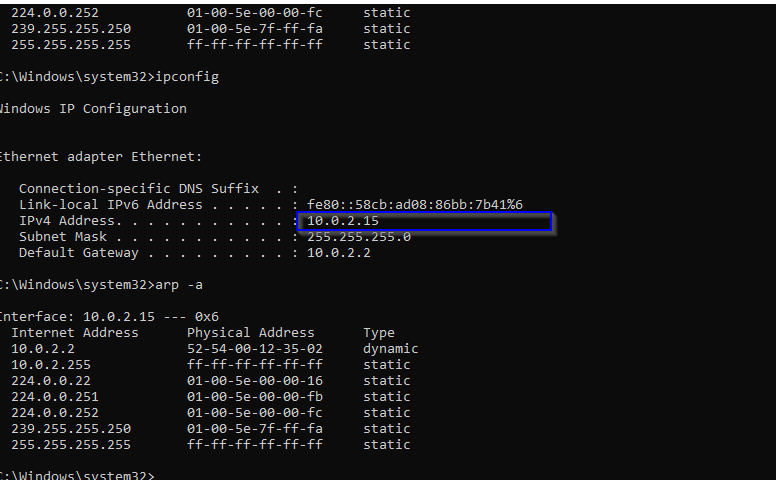 224.0.0.252 01-00-5e-00-00-fc static
239.255.255.250 01-00-5e-7f-ff-fa static
255.255.255.255 ff-ff-ff-ff-ff-ff static
C:\Windows\system32>ipconfig
Windows IP Configuration
Ethernet adapter Ethernet:
Connection-specific DNS Suffix . :
Link-local IPv6 Address . . . . . : fe80::58cb:ad08:86bb:7b41%6
IPv4 Address. . . . . . . . . . . : 10.0.2.15
Subnet Mask . . . . . . . . . . . : 255.255.255.0
Default Gateway . . . . . . . . . : 10.0.2.2
C:\Windows\system32>arp -a
Interface: 10.0.2.15 --- 0x6
Internet Address Physical Address Type
10.0.2.2 52-54-00-12-35-02 dynamic
10.0.2.255 ff-ff-ff-ff-ff-ff static
224.0.0.22 01-00-5e-00-00-16 static
224.0.0.251 01-00-5e-00-00-fb static
224.0.0.252 01-00-5e-00-00-fc static
239.255.255.250 01-00-5e-7f-ff-fa static
255.255.255.255 ff-ff-ff-ff-ff-ff static
C:\Windows\system32>